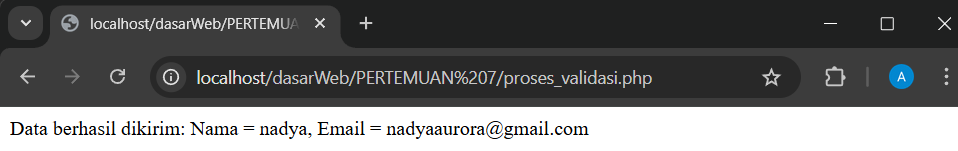 localhost/dasarWeb/PERTEMUA
localhost/dasarWeb/PERTEMUAN%207/proses_validasi.php
A
Data berhasil dikirim: Nama = nadya, Email = nadyaaurora@gmail.com